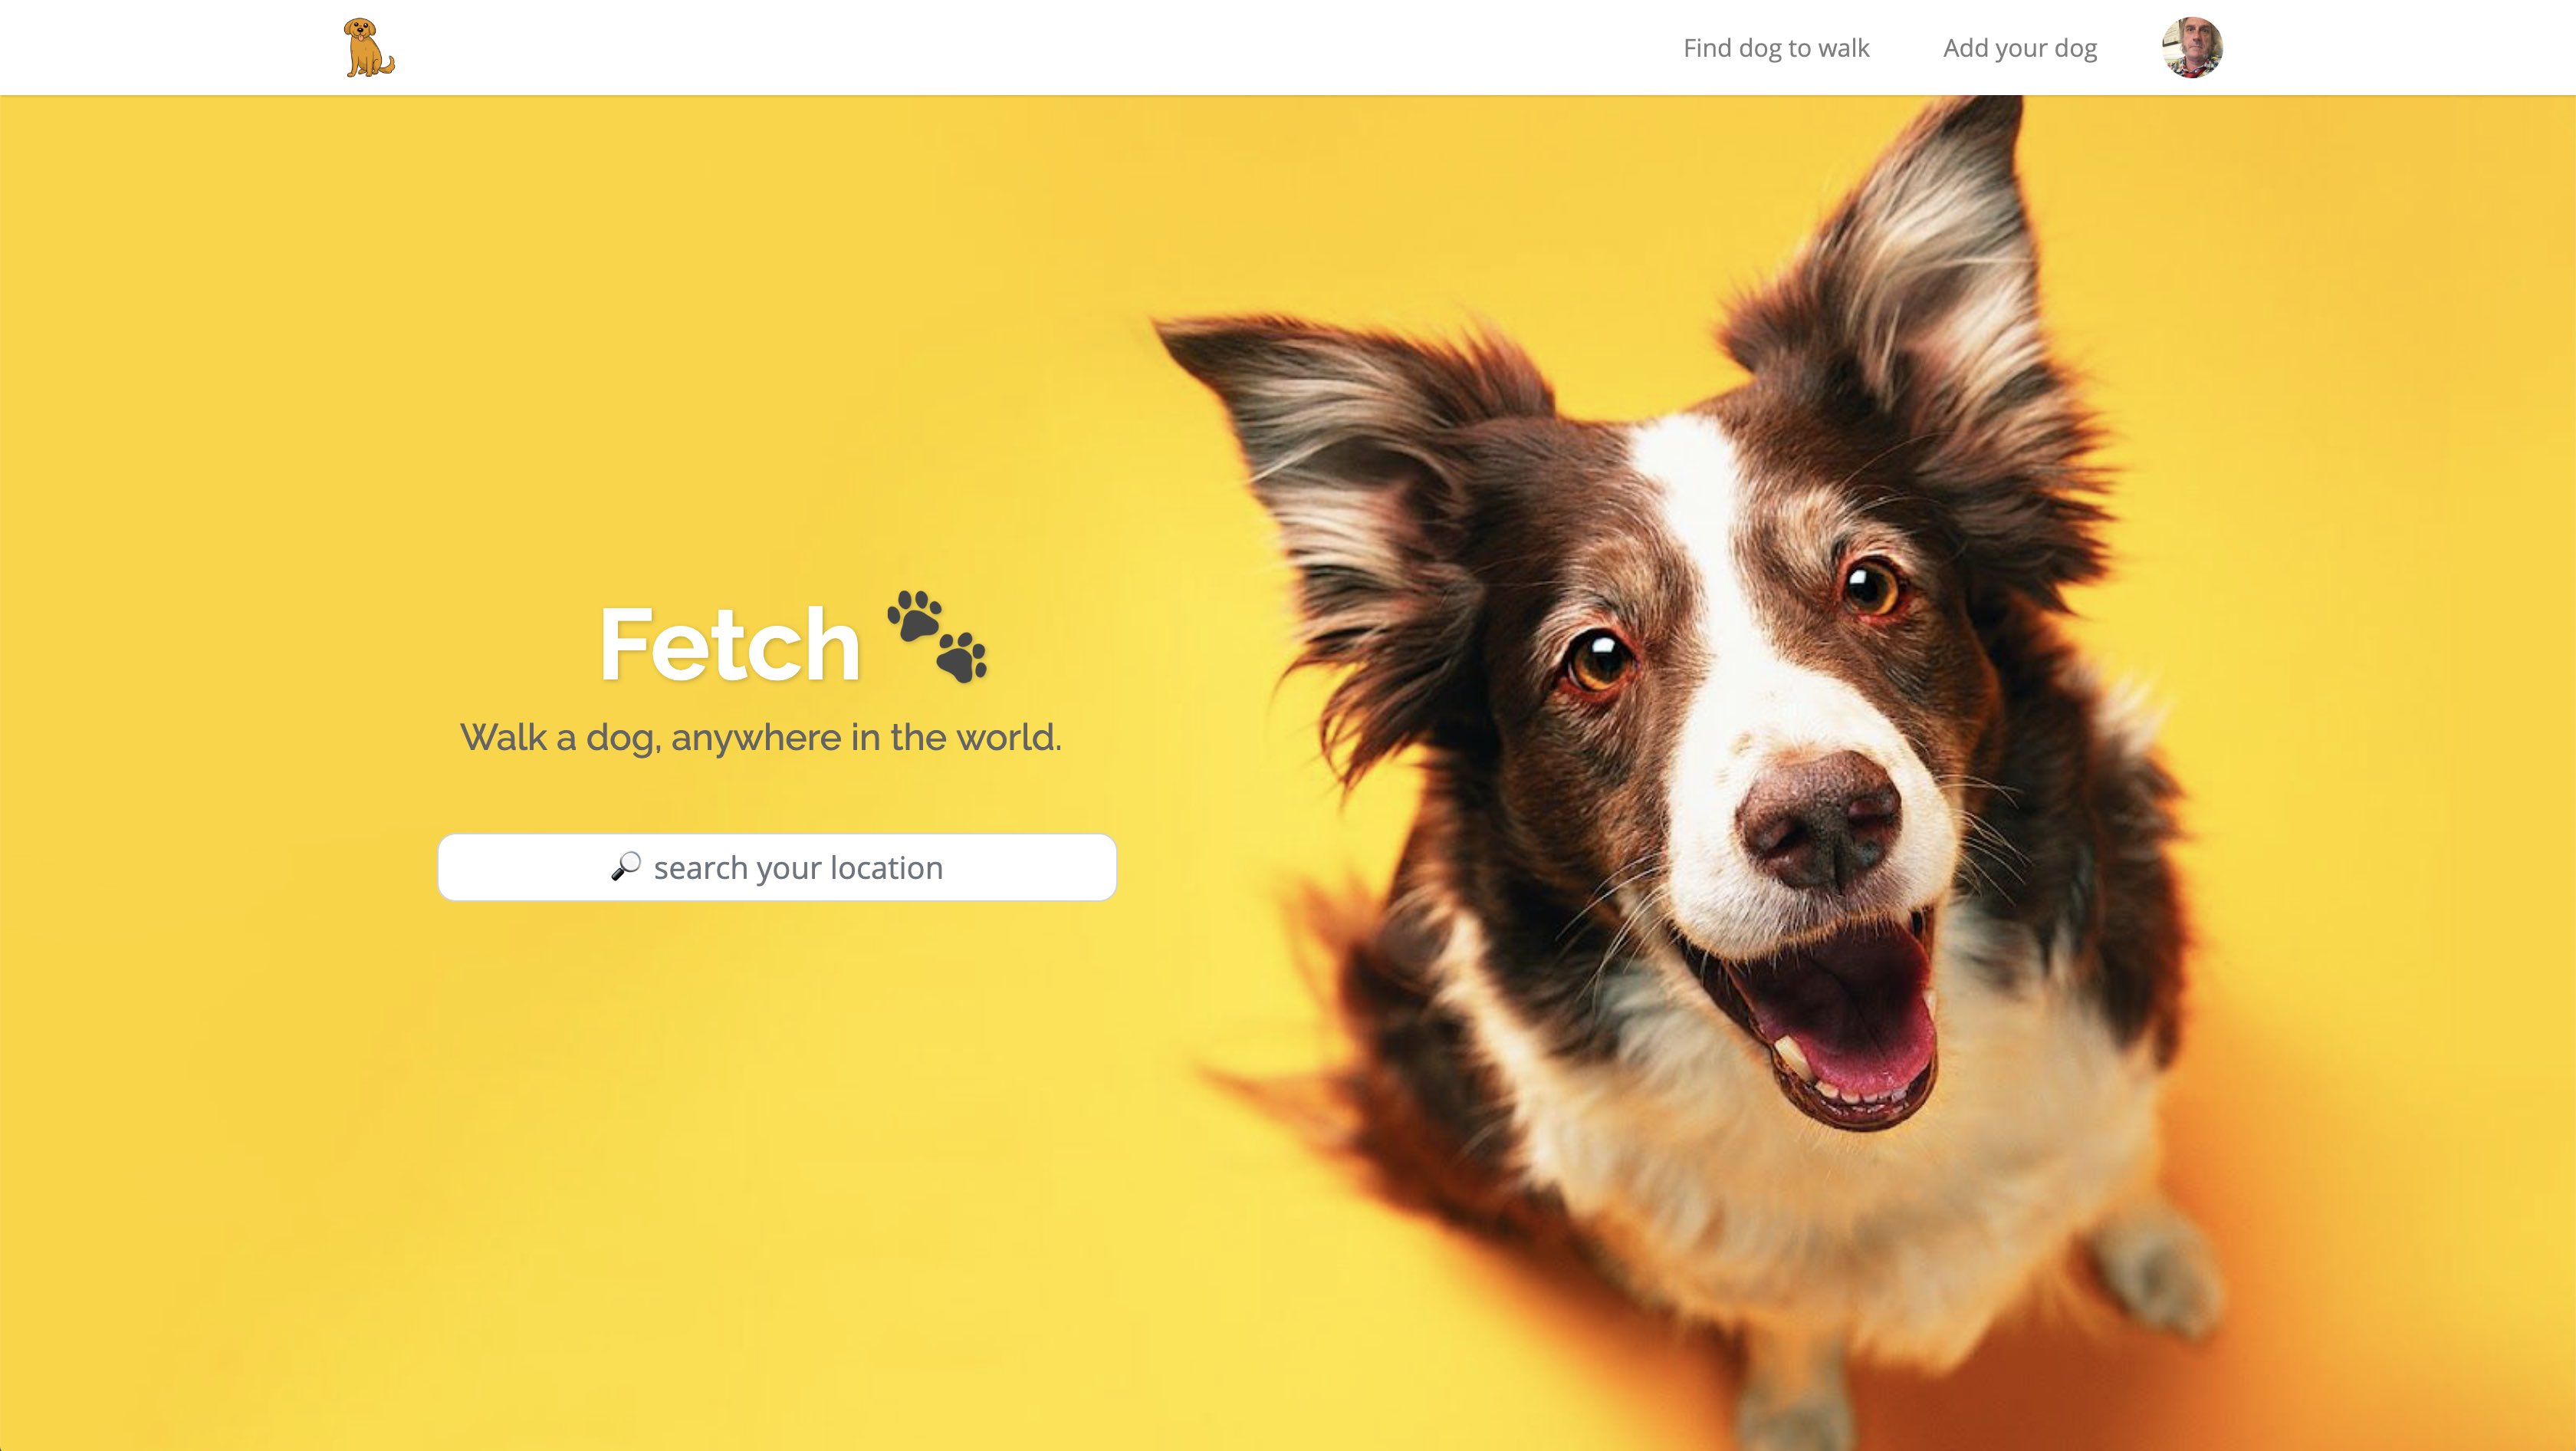 Find dog to walk Add your dog
Fetch
Walk a dog, anywhere in the world.
search your location